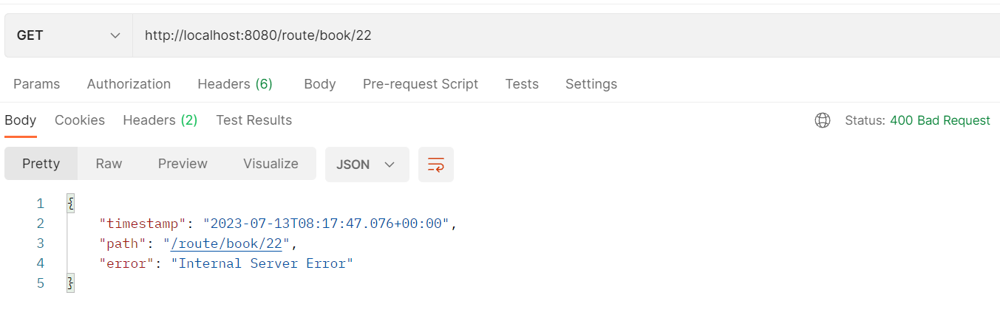 GET http://localhost:8080/route/book/22
Params Authorization Headers (6) Body Pre-request Script Tests Settings
Body Cookies Headers (2) Test Results Status: 400 Bad Request
Pretty Raw Preview Visualize JSON
1 {
2 "timestamp": "2023-07-13T08:17:47.076+00:00",
3 "path": "/route/book/22",
4 "error": "Internal Server Error"
5 }